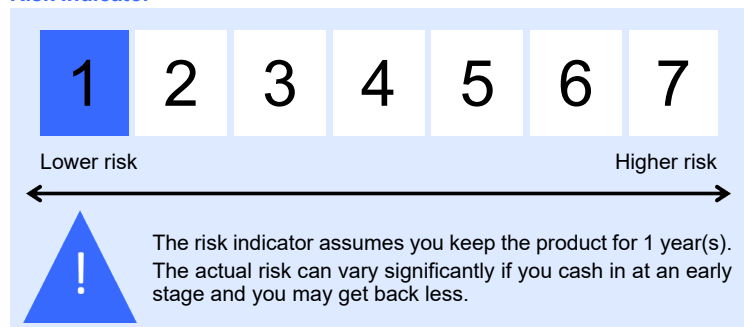 Risk Indicator
1 2 3 4 5 6 7
Lower risk Higher risk
! The risk indicator assumes you keep the product for 1 year(s).
The actual risk can vary significantly if you cash in at an early
stage and you may get back less.